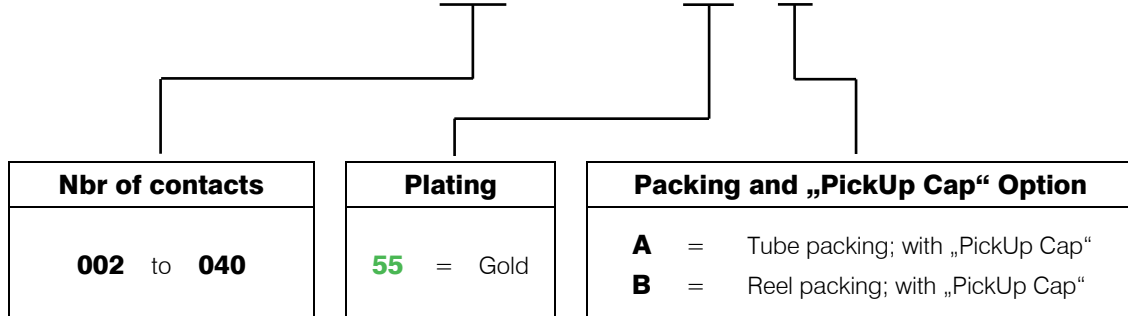 Nbr of contacts
002 to 040
Plating
55 = Gold
Packing and „PickUp Cap“ Option
A = Tube packing; with „PickUp Cap“
B = Reel packing; with „PickUp Cap“